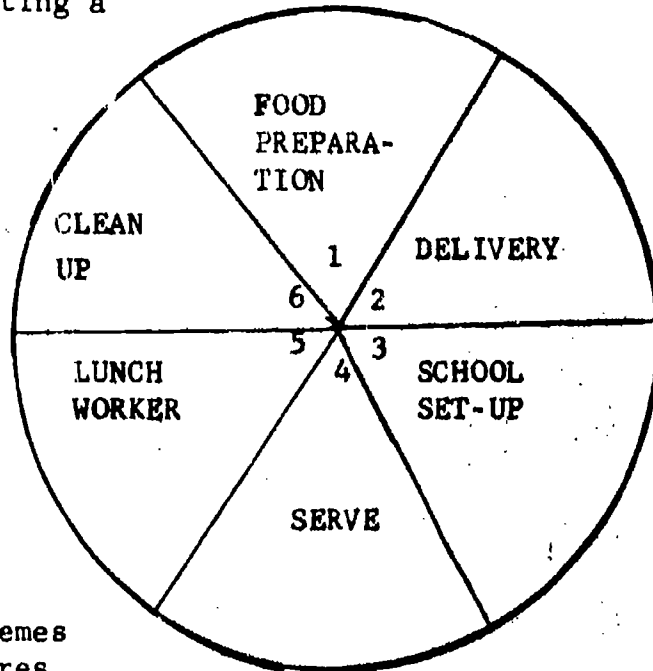 ting a
FOOD
PREPARA-
TION
1
DELIVERY
2
3
SCHOOL
SET-UP
4
SERVE
5
LUNCH
WORKER
6
CLEAN
UP
emes
res